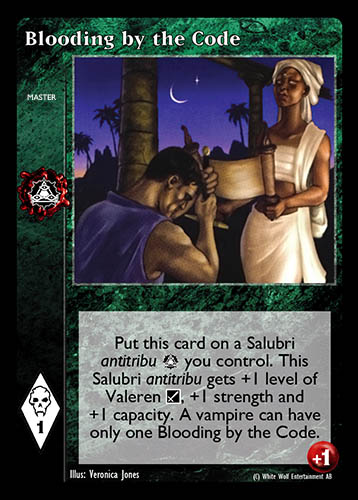 Blooding by the Code
MASTER
Put this card on a Salubri
antitribu you control. This
Salubri antitribu gets +1 level of
Valeren, +1 strength and
+1 capacity. A vampire can have
only one Blooding by the Code.
1
+1
Illus: Veronica Jones
(C) White Wolf Entertainment AB